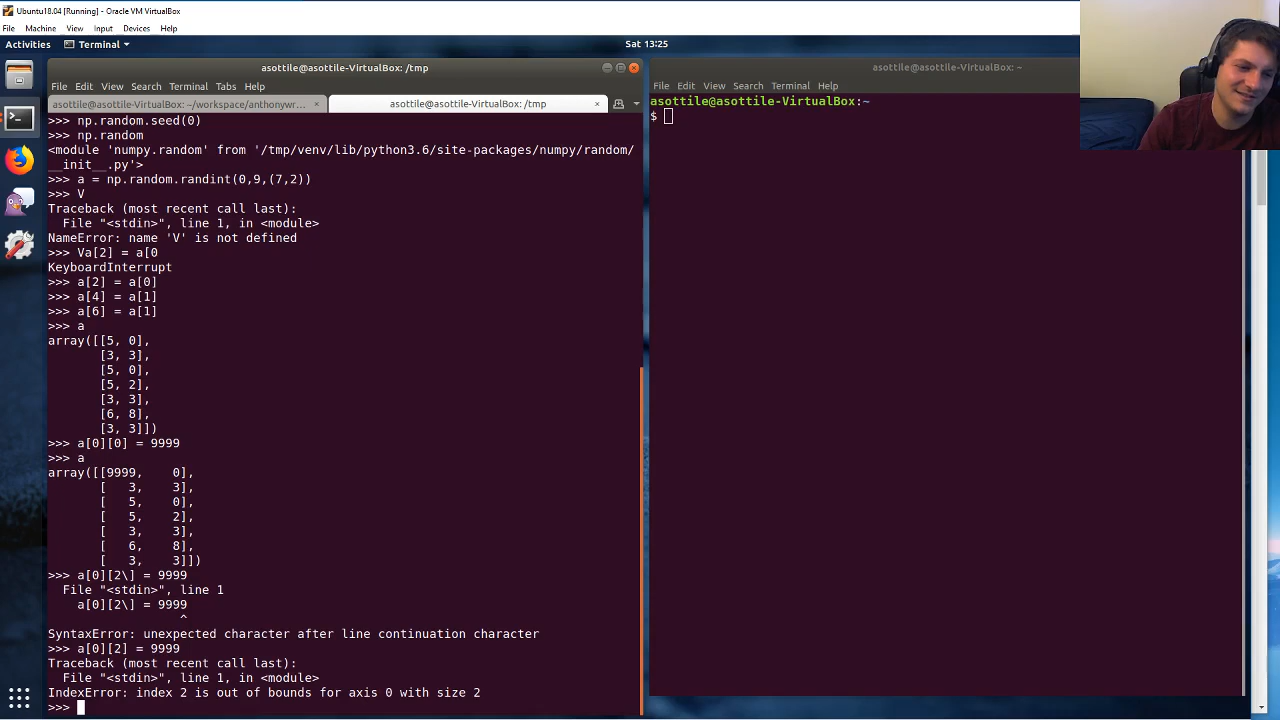 Ubuntu18.04 [Running] - Oracle VM VirtualBox
File Machine View Input Devices Help
Activities Terminal Sat 13:25
asottile@asottile-VirtualBox: /tmp
File Edit View Search Terminal Tabs Help
asottile@asottile-VirtualBox: ~/workspace/anthonywr... × asottile@asottile-VirtualBox: /tmp ×
>>> np.random.seed(0)
>>> np.random
<module 'numpy.random' from '/tmp/venv/lib/python3.6/site-packages/numpy/random/
__init__.py'>
>>> a = np.random.randint(0,9,(7,2))
>>> V
Traceback (most recent call last):
  File "<stdin>", line 1, in <module>
NameError: name 'V' is not defined
>>> Va[2] = a[0
KeyboardInterrupt
>>> a[2] = a[0]
>>> a[4] = a[1]
>>> a[6] = a[1]
>>> a
array([[5, 0],
       [3, 3],
       [5, 0],
       [5, 2],
       [3, 3],
       [6, 8],
       [3, 3]])
>>> a[0][0] = 9999
>>> a
array([[9999,    0],
       [   3,    3],
       [   5,    0],
       [   5,    2],
       [   3,    3],
       [   6,    8],
       [   3,    3]])
>>> a[0][2\] = 9999
  File "<stdin>", line 1
    a[0][2\] = 9999
                  ^
SyntaxError: unexpected character after line continuation character
>>> a[0][2] = 9999
Traceback (most recent call last):
  File "<stdin>", line 1, in <module>
IndexError: index 2 is out of bounds for axis 0 with size 2
>>>
asottile@asottile-VirtualBox: ~
File Edit View Search Terminal Help
asottile@asottile-VirtualBox:~
$